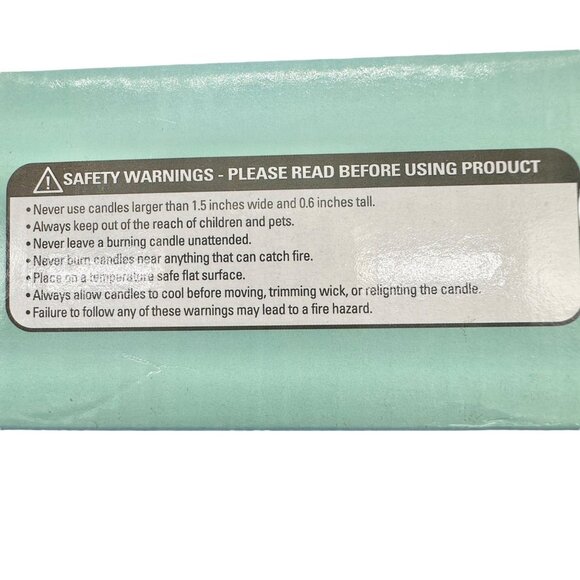 SAFETY WARNINGS - PLEASE READ BEFORE USING PRODUCT
• Never use candles larger than 1.5 inches wide and 0.6 inches tall.
• Always keep out of the reach of children and pets.
• Never leave a burning candle unattended.
• Never burn candles near anything that can catch fire.
• Place on a temperature safe flat surface.
• Always allow candles to cool before moving, trimming wick, or relighting the candle.
• Failure to follow any of these warnings may lead to a fire hazard.